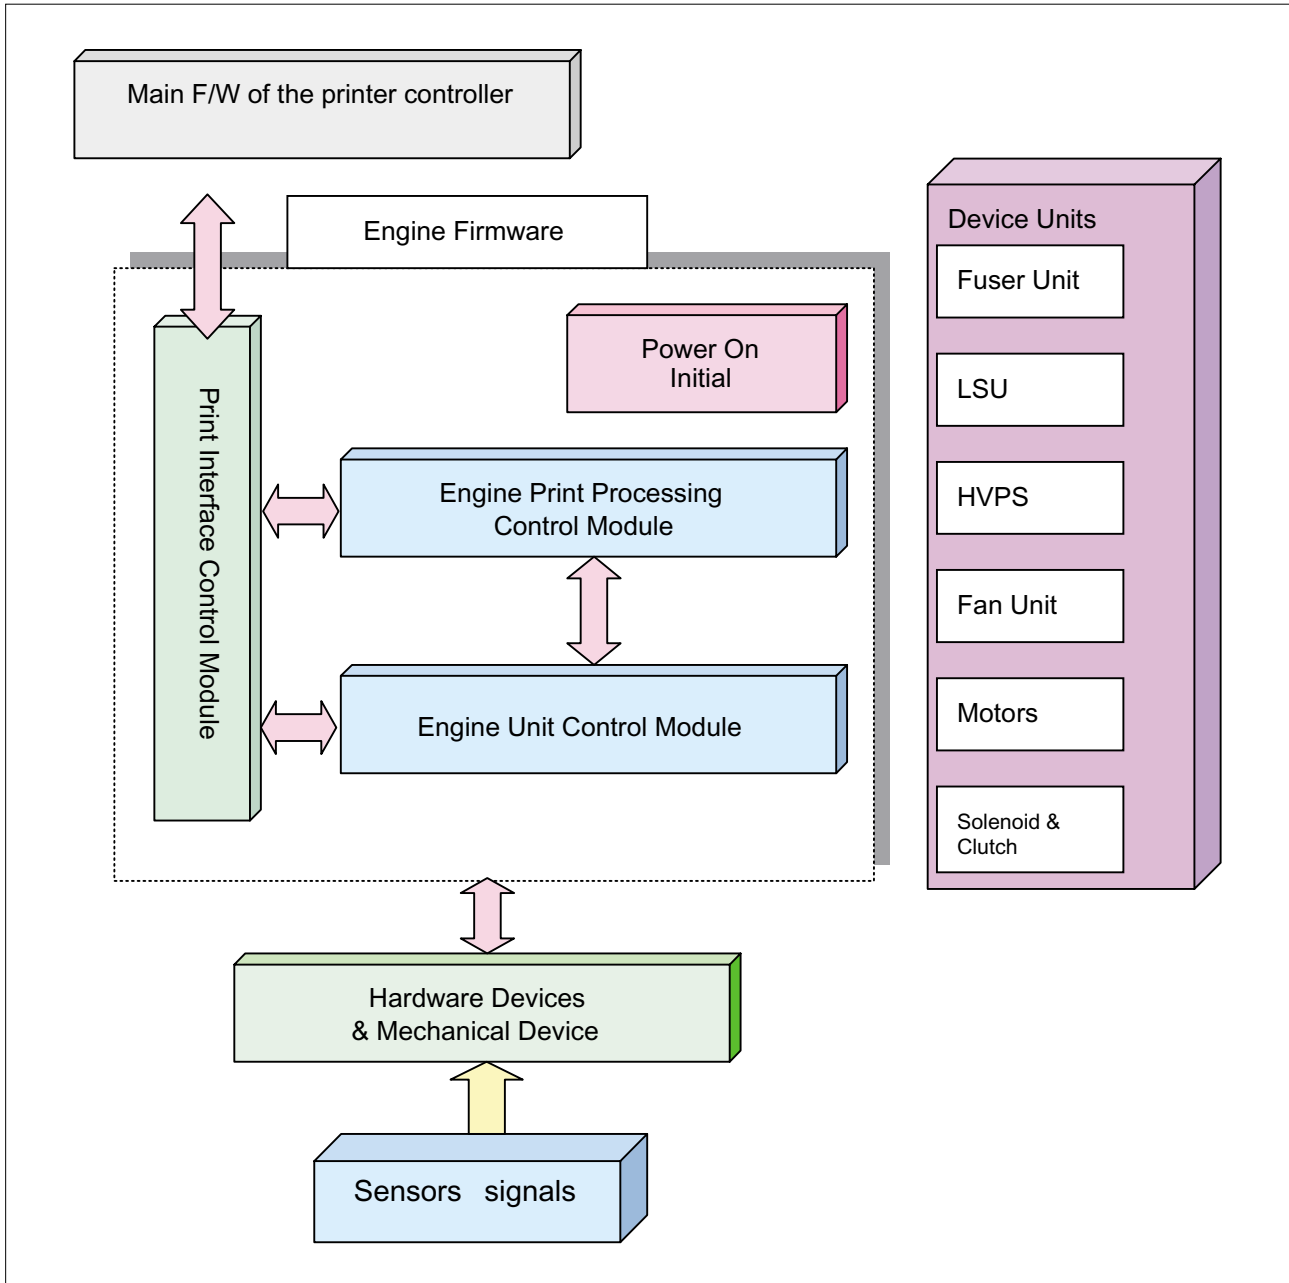 Main F/W of the printer controller
Engine Firmware
Power On
Initial
Print Interface Control Module
Engine Print Processing
Control Module
Engine Unit Control Module
Hardware Devices
& Mechanical Device
Sensors signals
Device Units
Fuser Unit
LSU
HVPS
Fan Unit
Motors
Solenoid &
Clutch